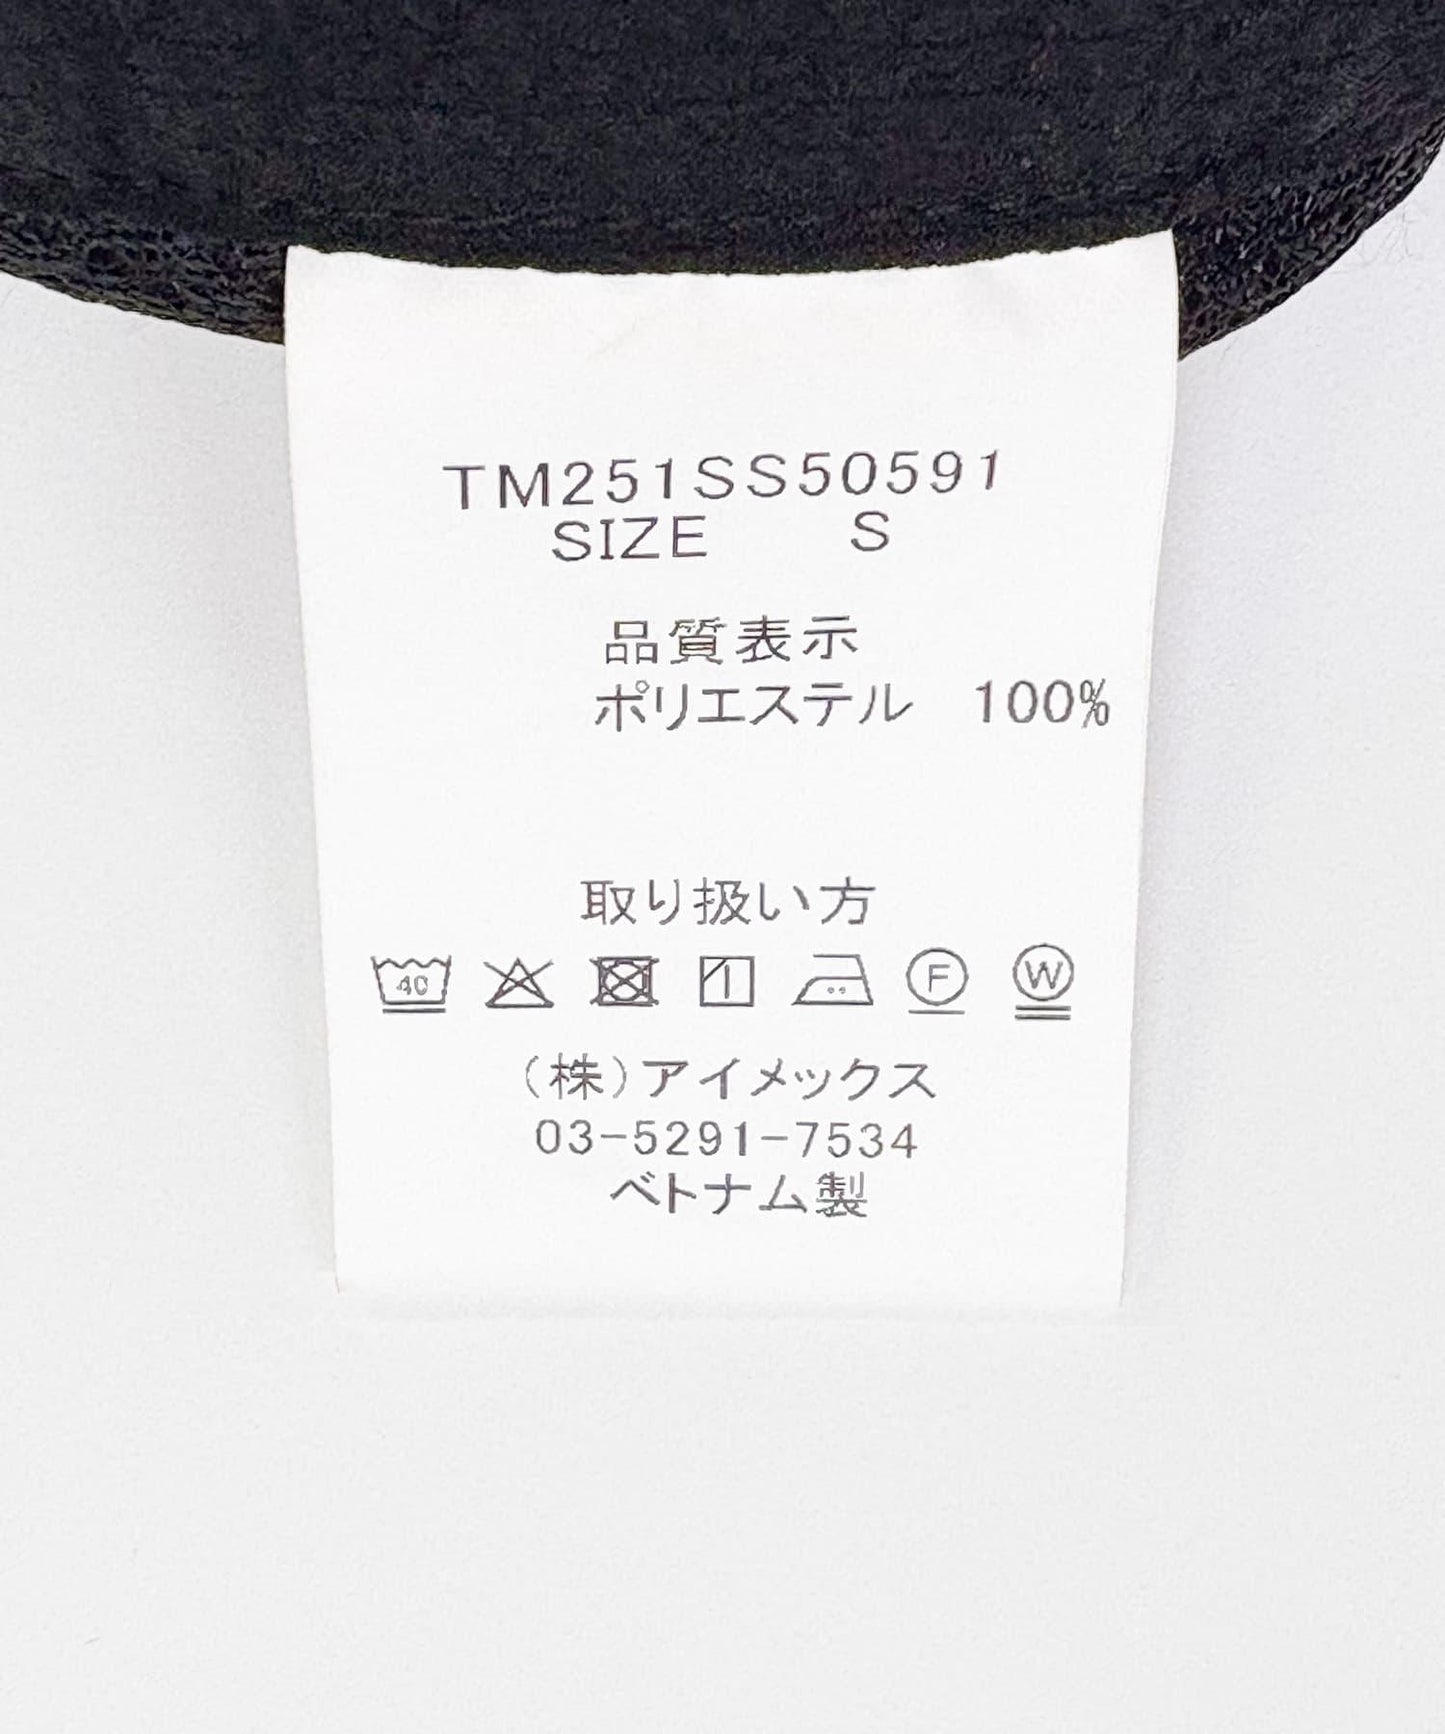 TM251SS50591
SIZE S
品質表示
ポリエステル 100%
取り扱い方
40 F W
(株)アイメックス
03-5291-7534
ベトナム製